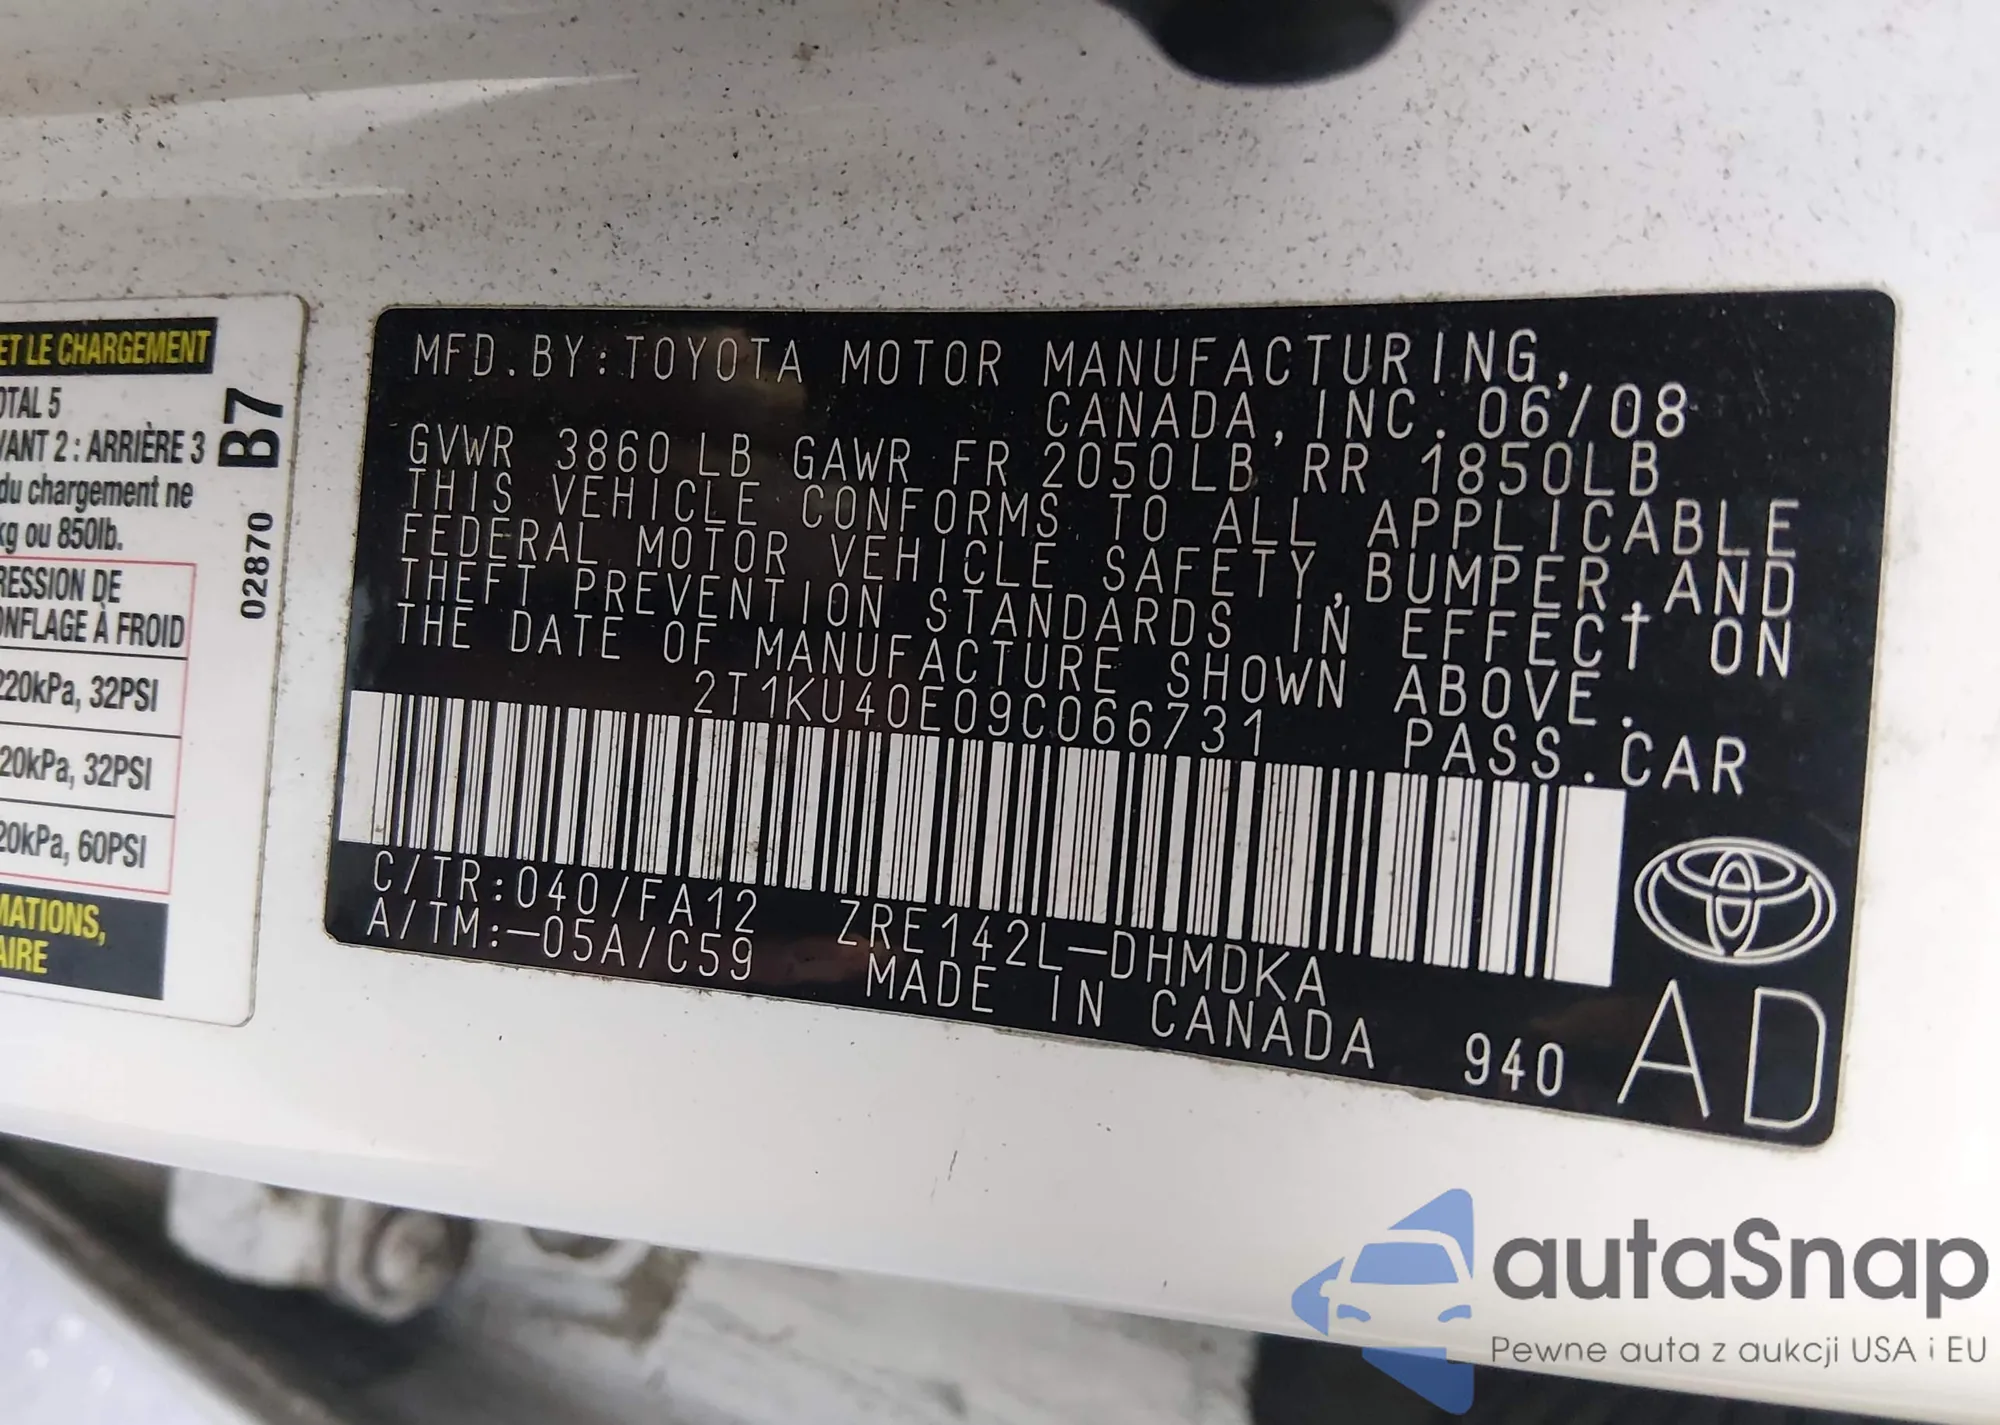 ET LE CHARGEMENT
OTAL 5
VANT 2 : ARRIÈRE 3
du chargement ne
kg ou 850lb.
RESSION DE
ONFLAGE À FROID
220kPa, 32PSI
20kPa, 32PSI
20kPa, 60PSI
MATIONS,
AIRE
B7
02870
MFD. BY: TOYOTA MOTOR MANUFACTURING,
CANADA, INC. 06/08
GVWR 3860 LB GAWR FR 2050LB RR 1850LB
THIS VEHICLE CONFORMS TO ALL APPLICABLE
FEDERAL MOTOR VEHICLE SAFETY, BUMPER, AND
THEFT PREVENTION STANDARDS IN EFFECT ON
THE DATE OF MANUFACTURE SHOWN ABOVE.
2T1KU40E09C066731 PASS. CAR
C/TR:040/FA12 ZRE142L-DHMDKA
A/TM:-05A/C59 MADE IN CANADA 940
AD
autaSnap
Pewne auta z aukcji USA i EU